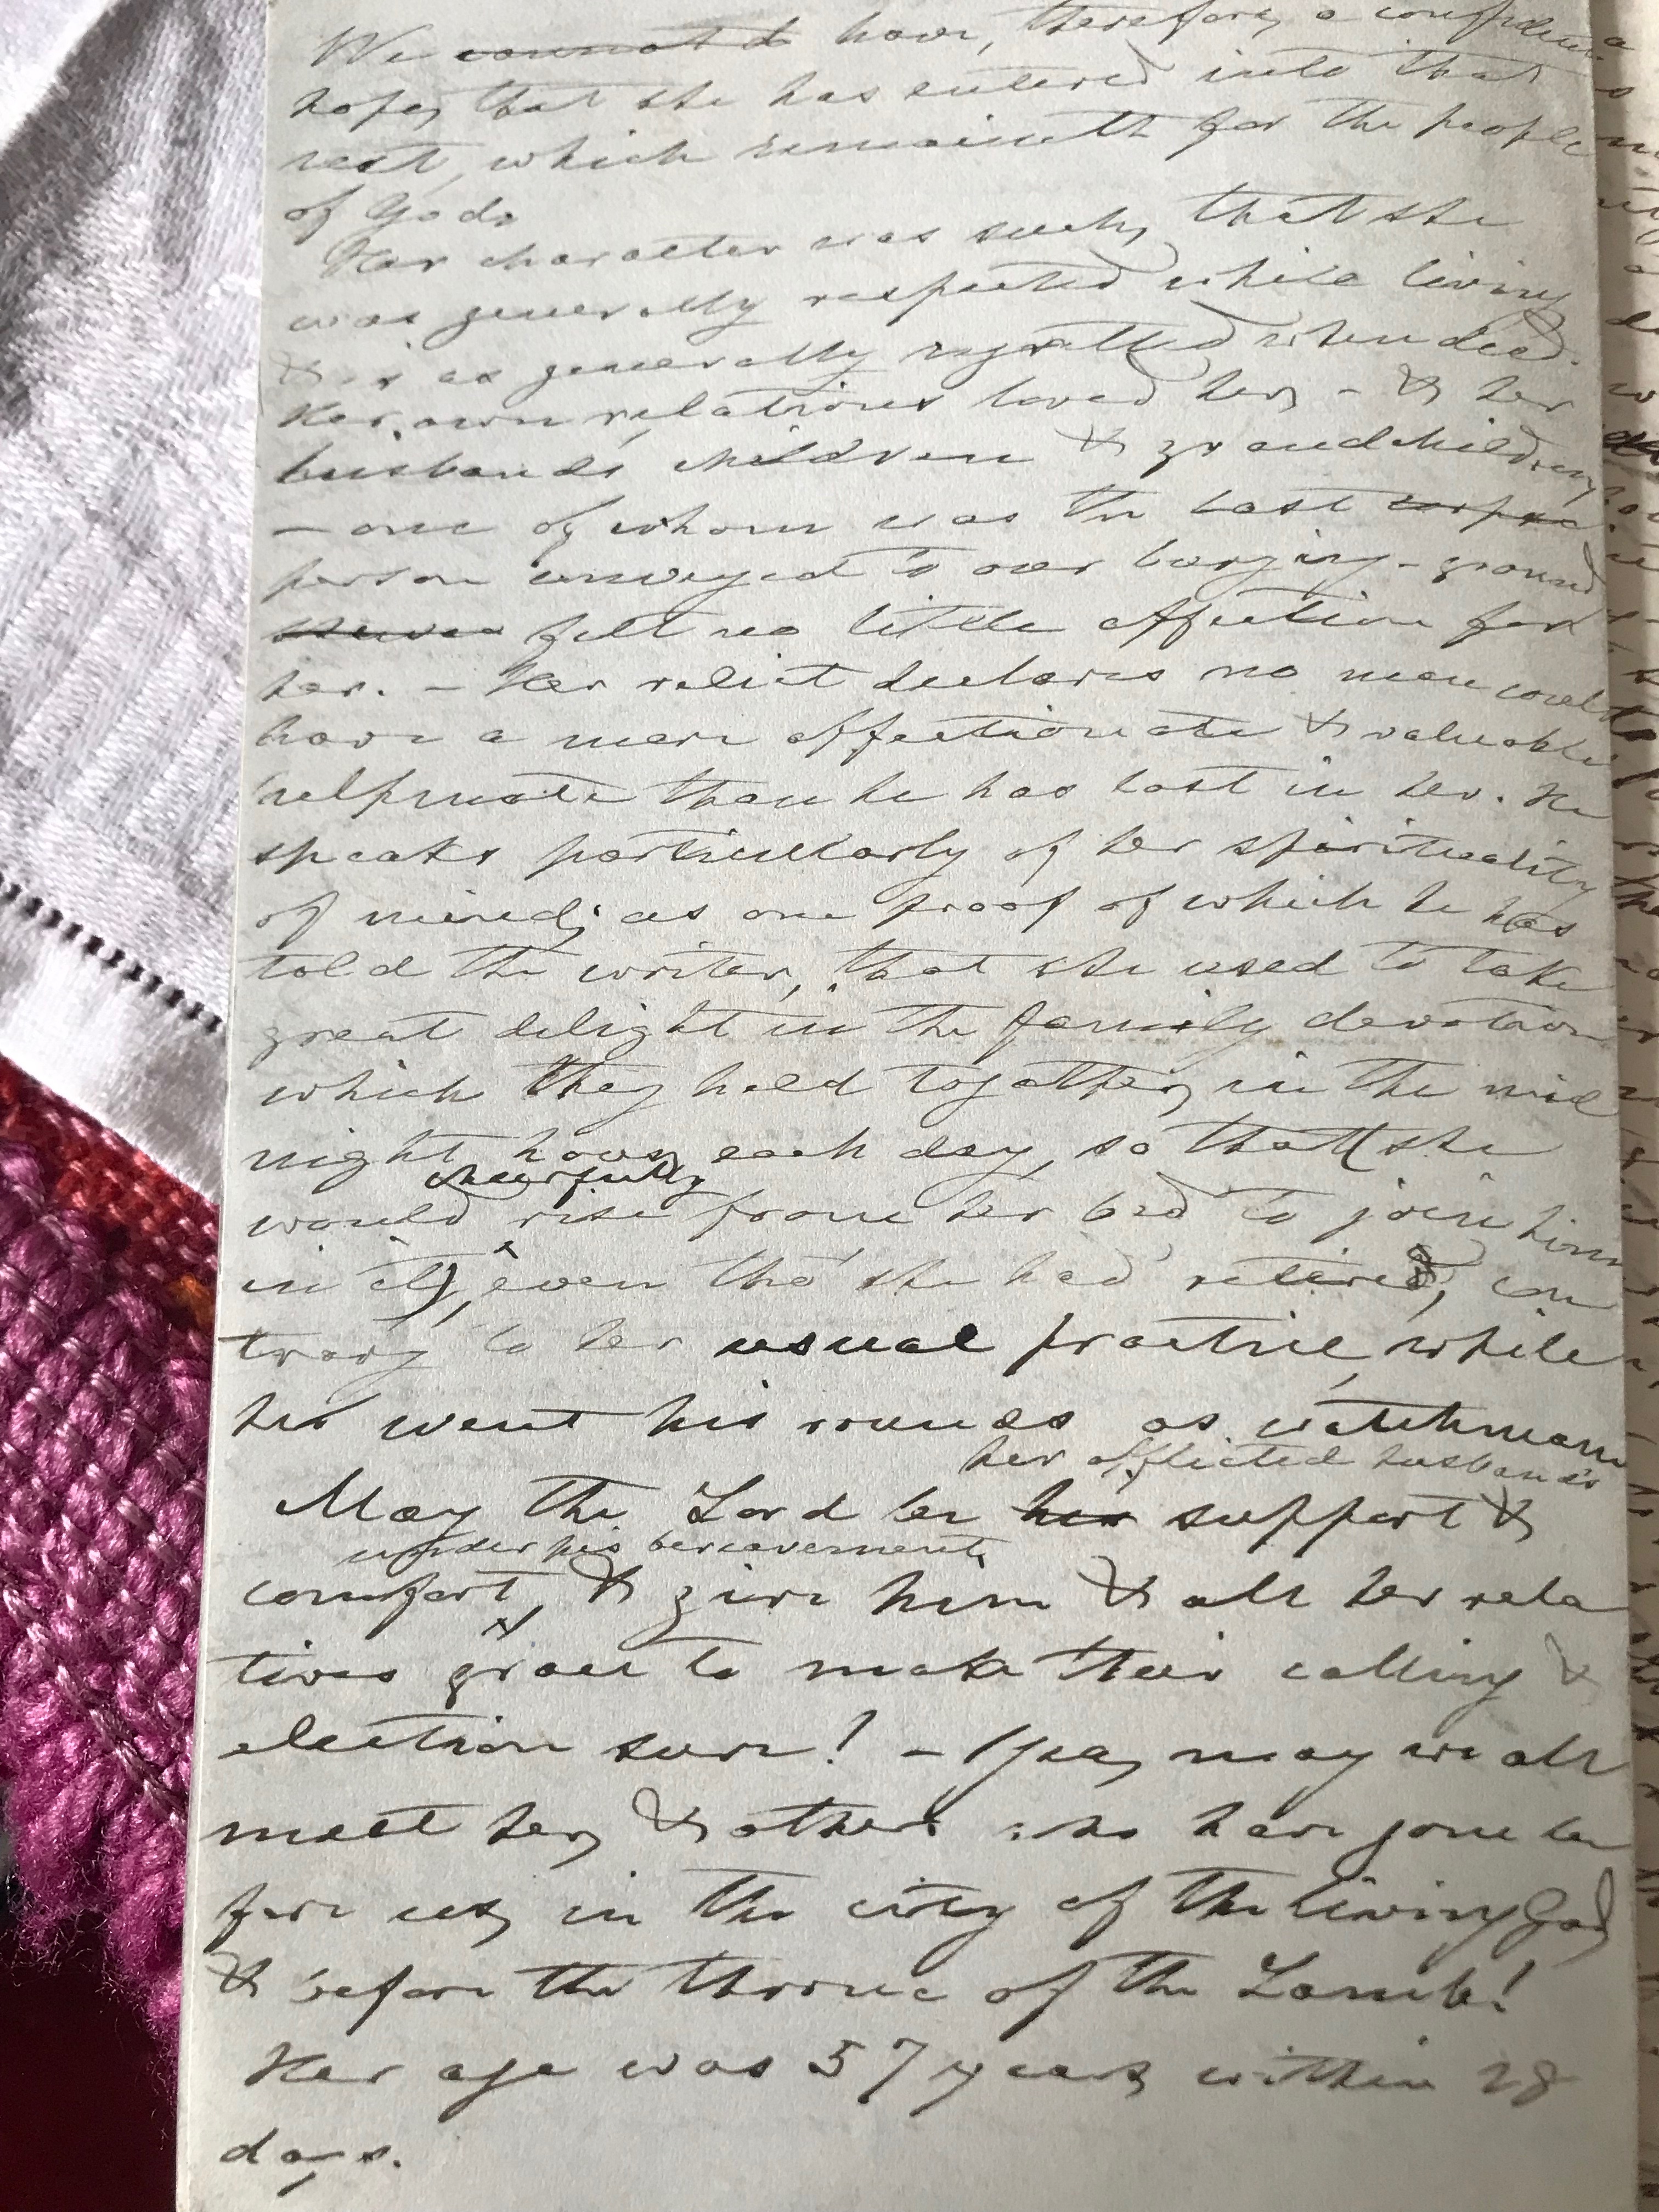 We cannot d have, therefore, a confident
hope, that she has entered into that
rest, which remaineth for the people
of God.
Her character was such, that she
was generally respected while living
& is as generally regretted when dead.
Her own relations loved her, - & her
husband's children & grandchildren,
- one of whom was the last corpse
person conveyed to our burying-ground
felt no little affection for
her. - Her relict declares no man could
have a more affectionate & valuable
helpmate than he has lost in her. He
speaks particularly of her spirituality
of mind; as one proof of which he has
told the writer, that she used to take
great delight in the family devotion
which they held together, in the mid
night hour, each day, so that (she
cheerfully
would rise from her bed to join him
in it), even tho' she had retired, con
trary to her usual practice, while
he went his rounds as watchman
her afflicted husband's
May the Lord be his support &
under his bereavement,
comfort, & give him & all her rela
tives grace to make their calling &
election sure! - Yea, may we all
meet her, & others who have gone be
fore us, in the city of the living God,
& before the throne of the Lamb!
Her age was 57 years, within 28
days.